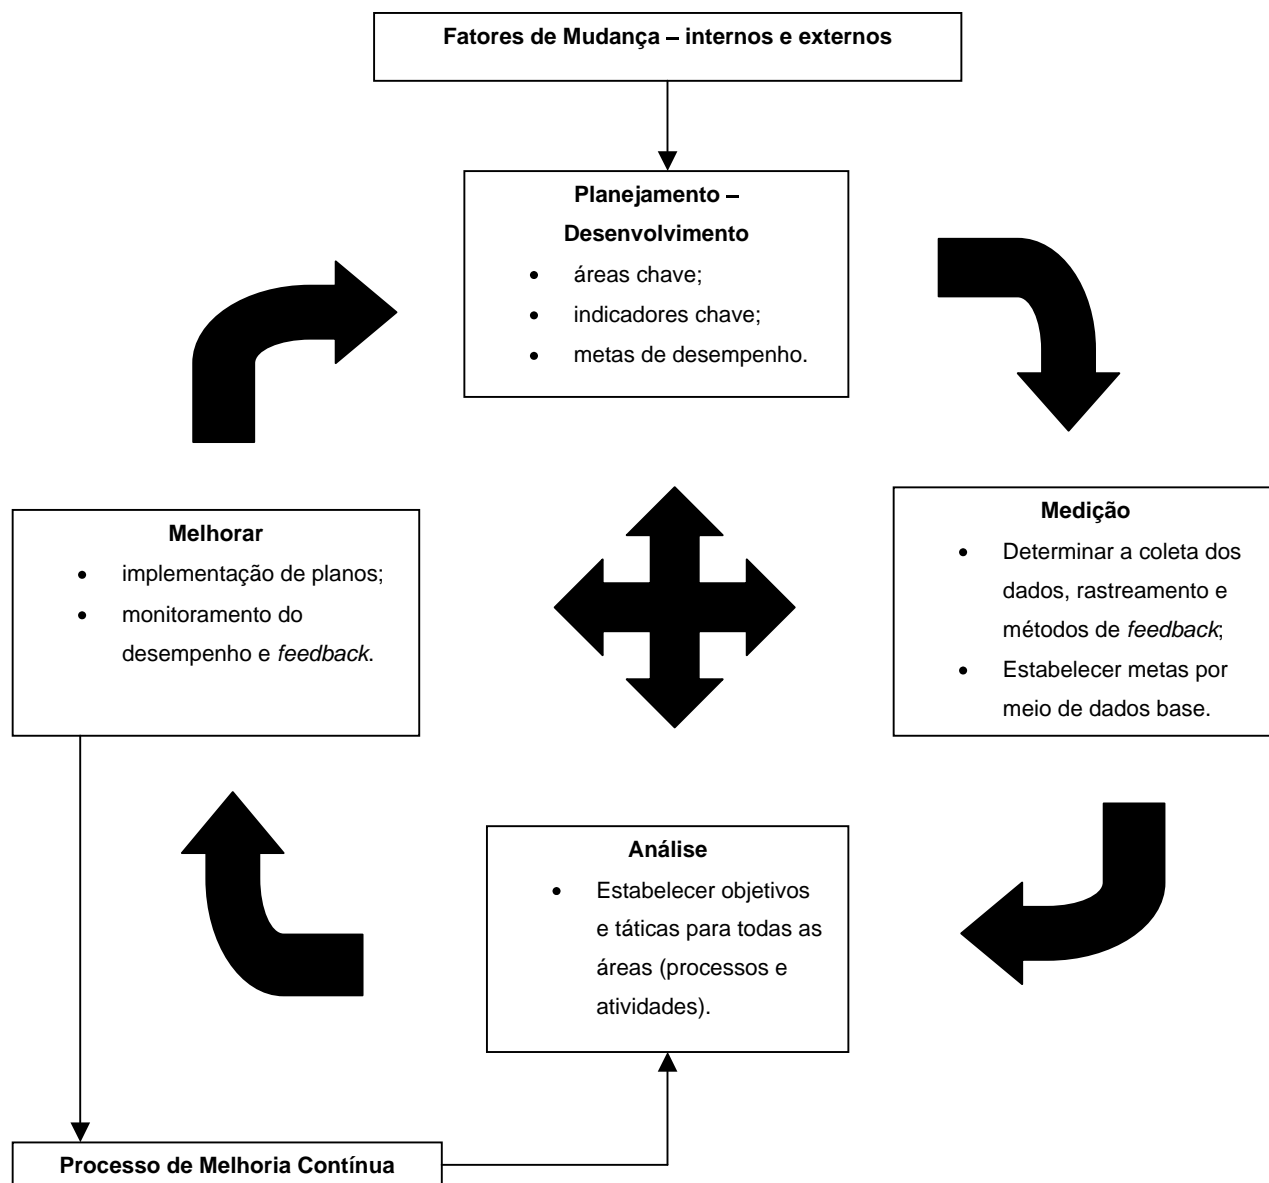 Fatores de Mudança – internos e externos
Planejamento –
Desenvolvimento
• áreas chave;
• indicadores chave;
• metas de desempenho.
Melhorar
• implementação de planos;
• monitoramento do
desempenho e feedback.
Medição
• Determinar a coleta dos
dados, rastreamento e
métodos de feedback;
• Estabelecer metas por
meio de dados base.
Análise
• Estabelecer objetivos
e táticas para todas as
áreas (processos e
atividades).
Processo de Melhoria Contínua